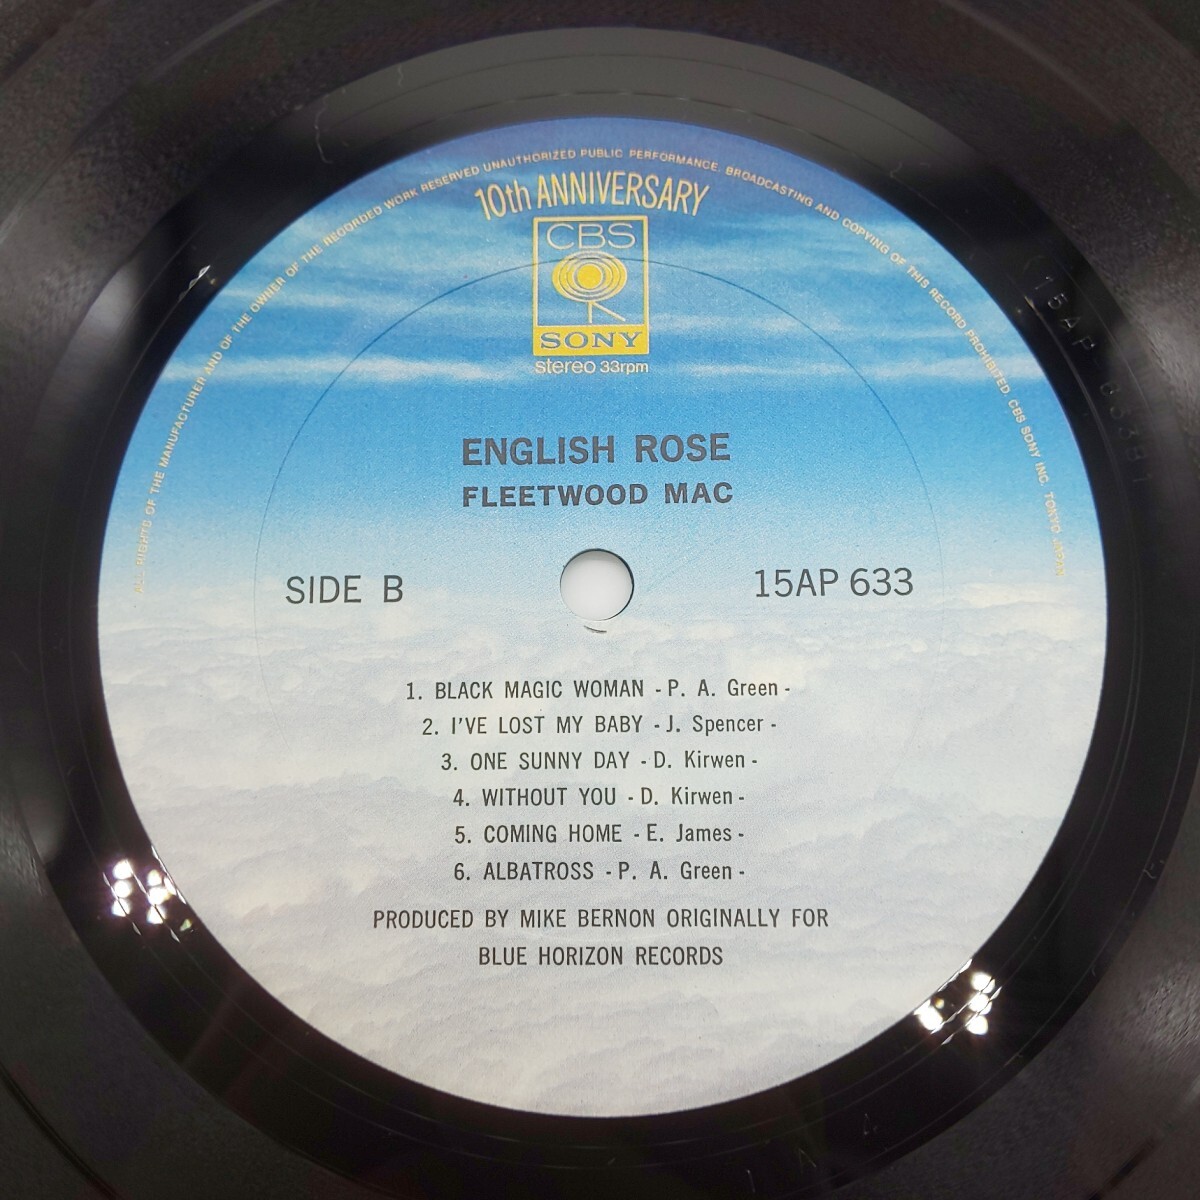 ALL RIGHTS OF THE MANUFACTURER AND OF THE OWNER OF THE RECORDED WORK RESERVED UNAUTHORIZED PUBLIC PERFORMANCE. BROADCASTING AND COPYING OF THIS RECORD PROHIBITED. CBS SONY INC. TOKYO JAPAN
10th ANNIVERSARY
CBS
SONY
stereo 33rpm
ENGLISH ROSE
FLEETWOOD MAC
SIDE B
15AP 633
1. BLACK MAGIC WOMAN - P. A. Green -
2. I'VE LOST MY BABY - J. Spencer -
3. ONE SUNNY DAY - D. Kirwen -
4. WITHOUT YOU - D. Kirwen -
5. COMING HOME - E. James -
6. ALBATROSS - P. A. Green -
PRODUCED BY MIKE BERNON ORIGINALLY FOR
BLUE HORIZON RECORDS